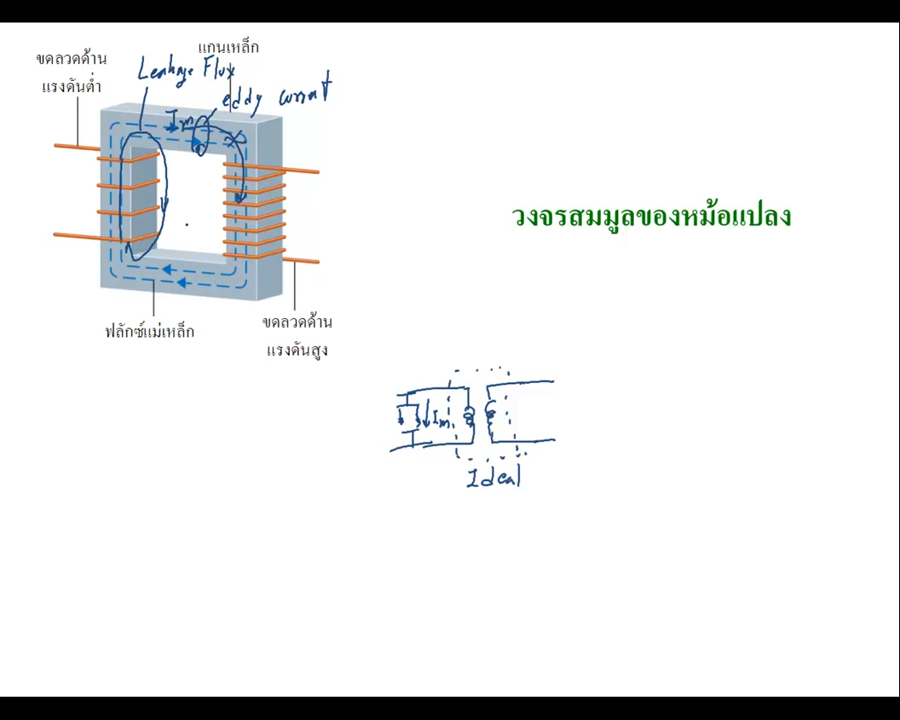 แกนเหล็ก
ขดลวดด้าน
แรงดันต่ำ
Leakage Flux
eddy current
Im
วงจรสมมูลของหม้อแปลง
ฟลักซ์แม่เหล็ก
ขดลวดด้าน
แรงดันสูง
Im
Ideal